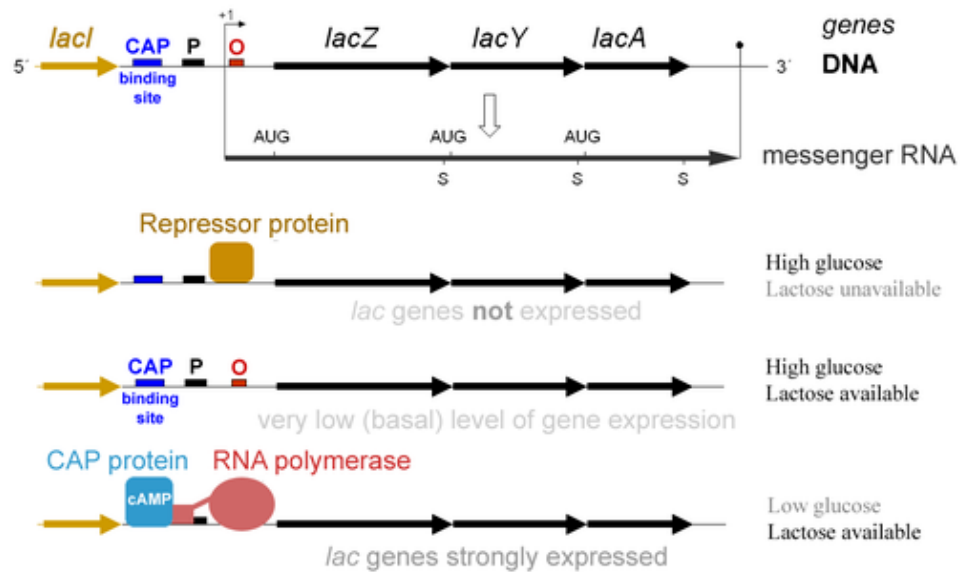 +1
lacI CAP P O lacZ lacY lacA genes
5´ 3´ DNA
binding
site
AUG AUG AUG
messenger RNA
S S S
Repressor protein
High glucose
Lactose unavailable
lac genes not expressed
CAP P O
High glucose
Lactose available
binding
site
very low (basal) level of gene expression
CAP protein RNA polymerase
cAMP
Low glucose
Lactose available
lac genes strongly expressed